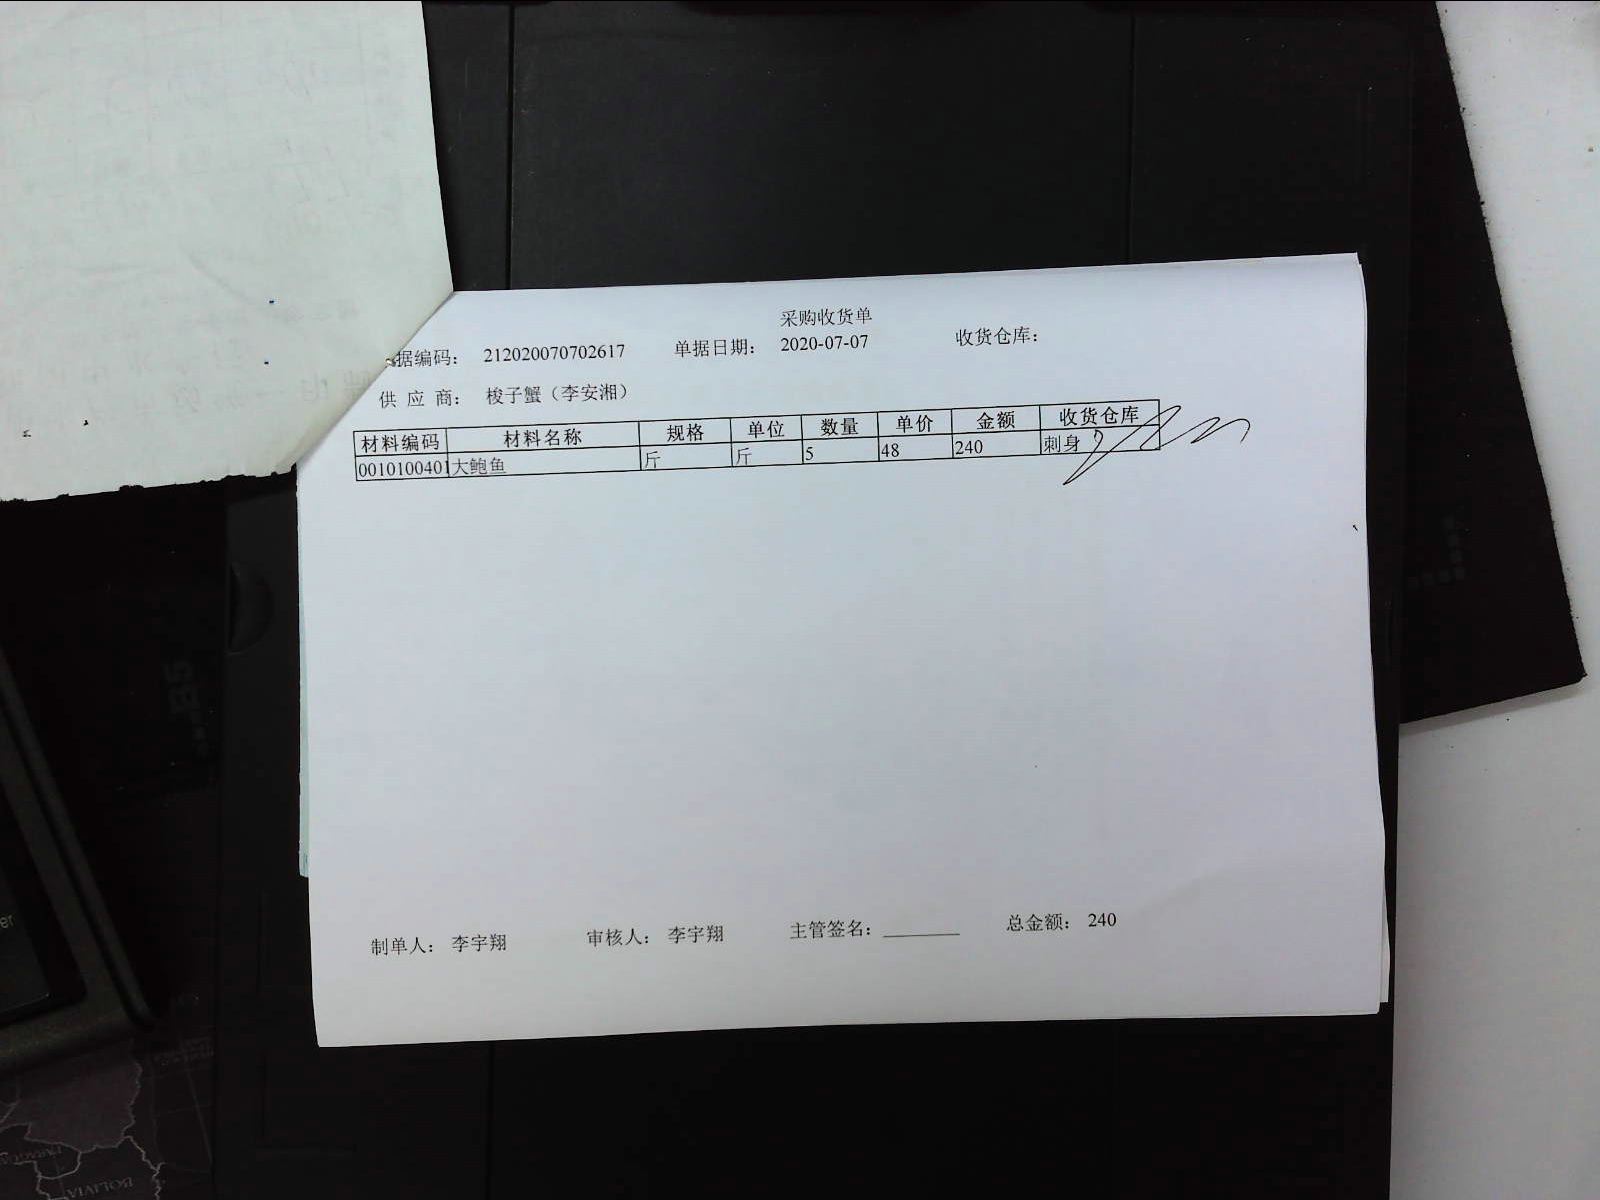 采购收货单
据编码： 212020070702617 单据日期： 2020-07-07 收货仓库：
供 应 商： 梭子蟹（李安湘）
材料编码 材料名称 规格 单位 数量 单价 金额 收货仓库
0010100401 大鲍鱼 斤 斤 5 48 240 刺身
制单人： 李宇翔 审核人： 李宇翔 主管签名：________ 总金额： 240
er
BOLIVIA